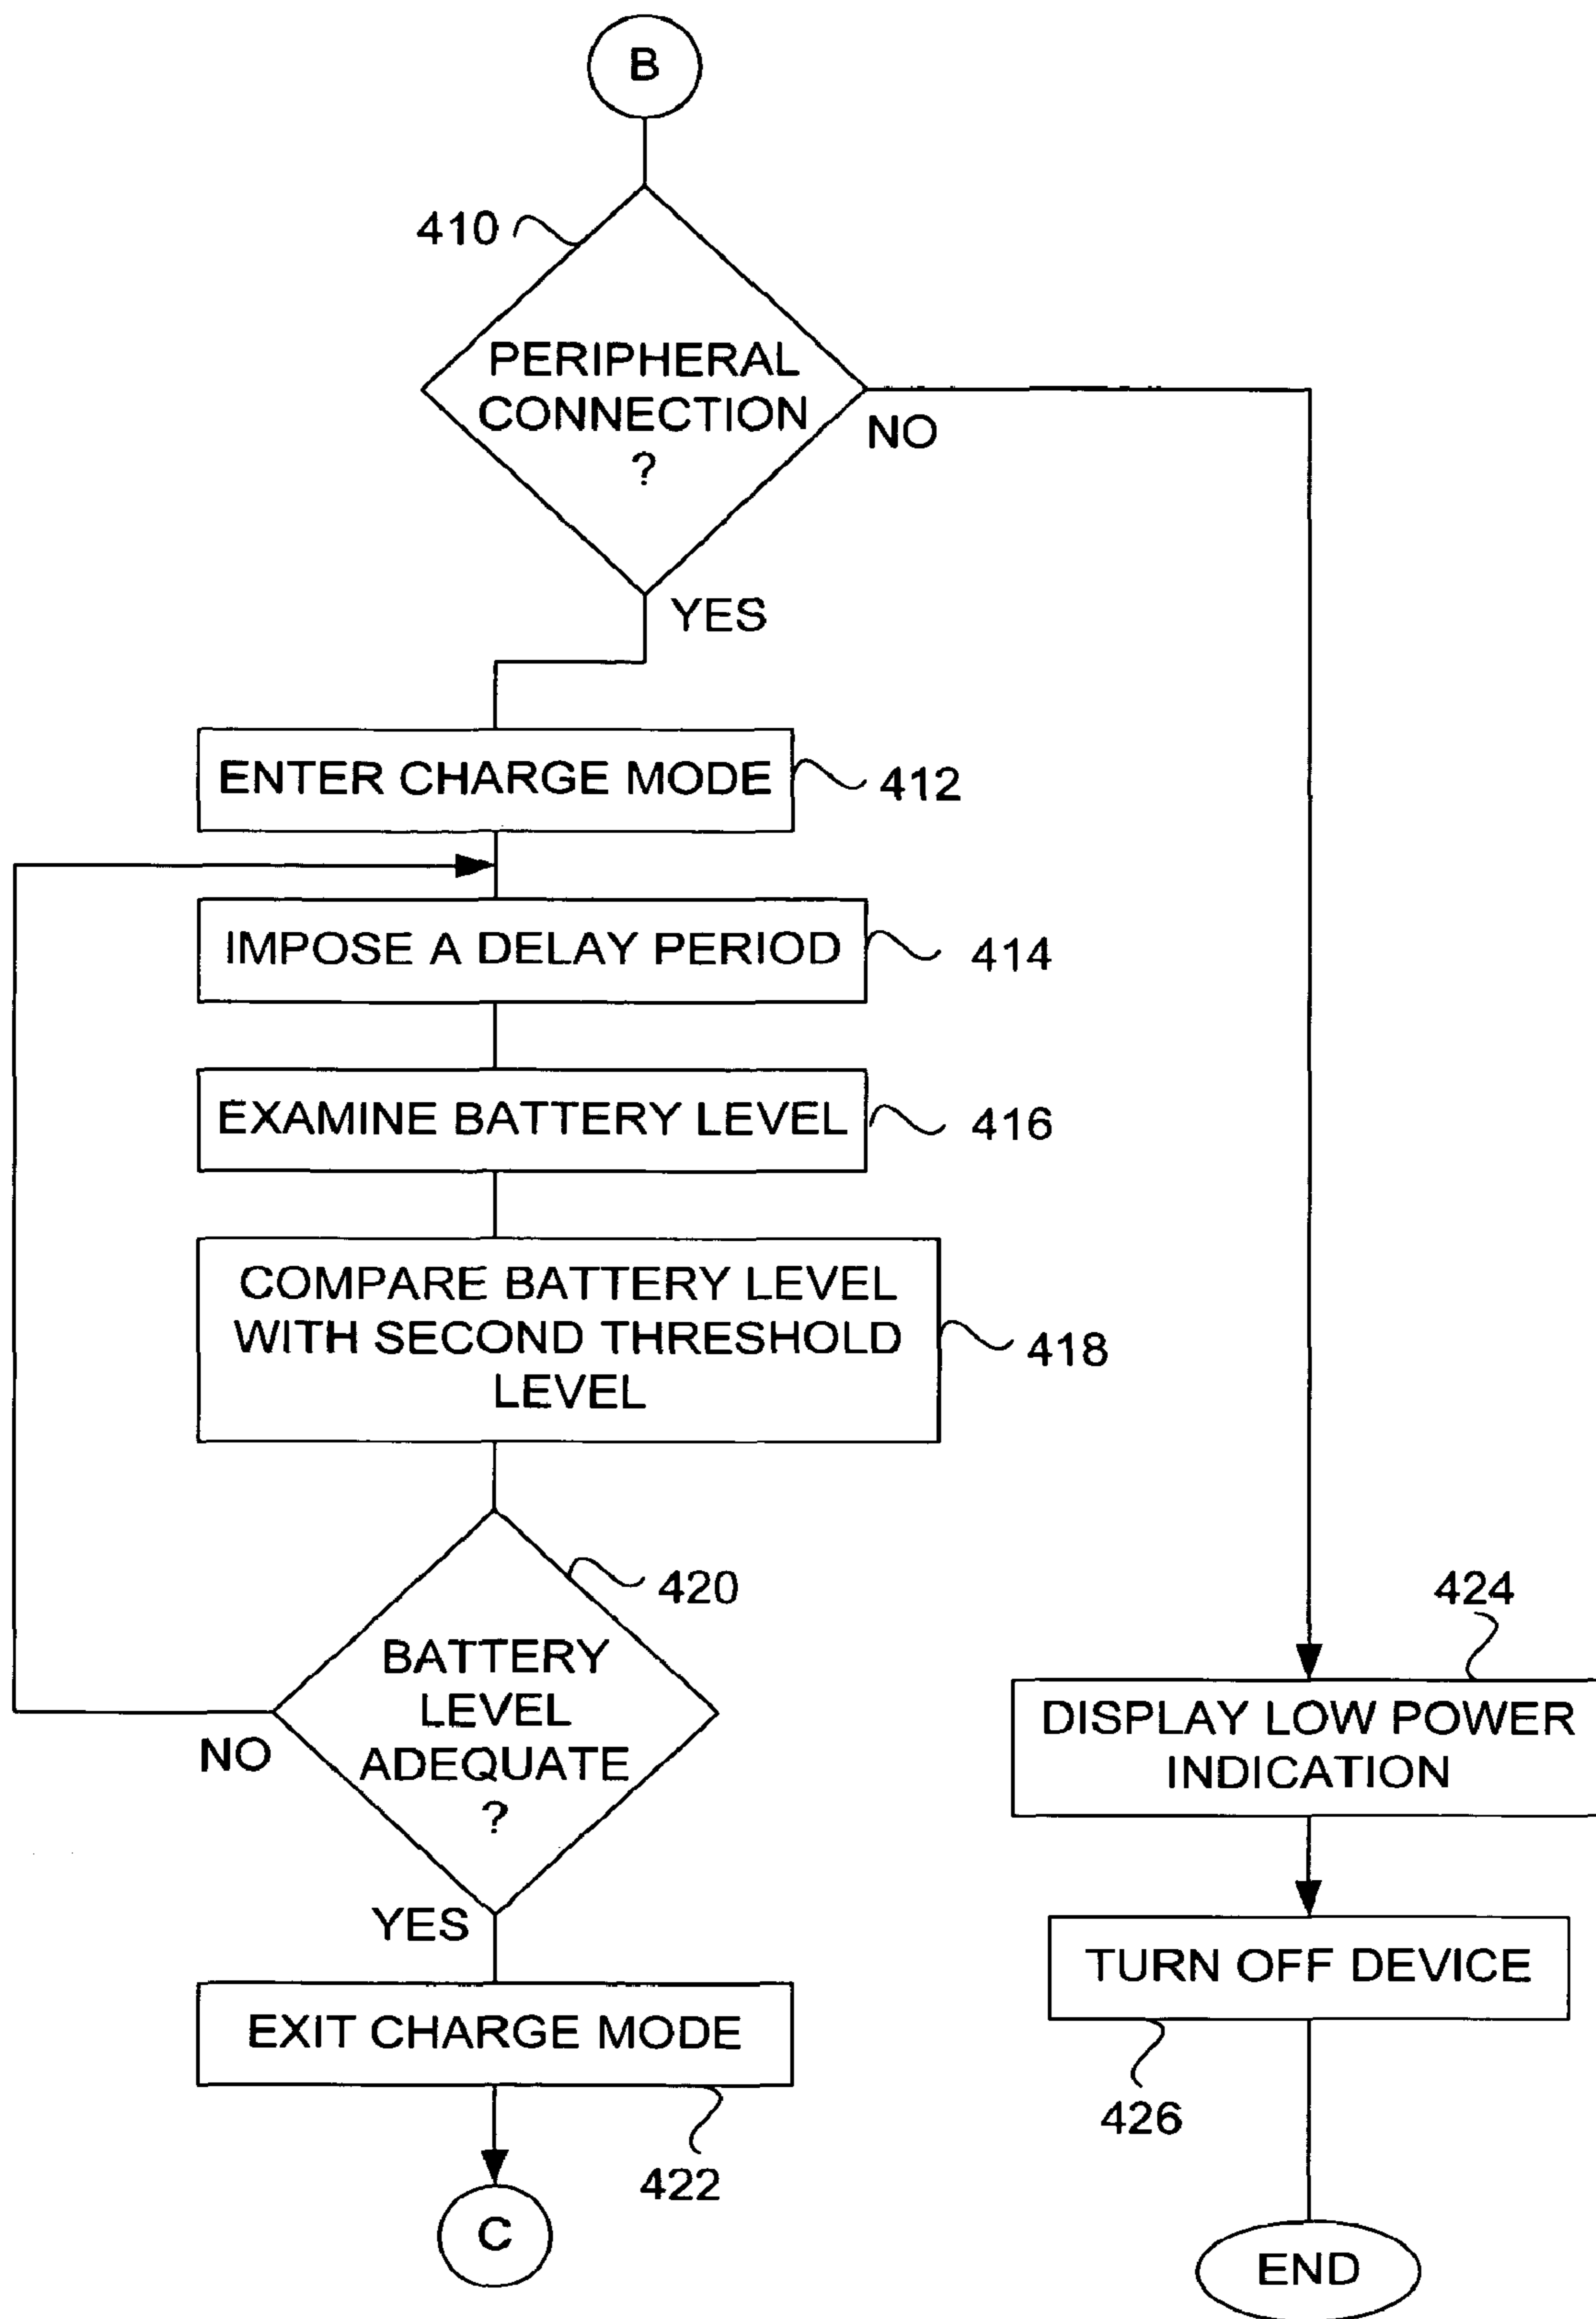 B
410
PERIPHERAL
CONNECTION
?
NO
YES
ENTER CHARGE MODE
412
IMPOSE A DELAY PERIOD
414
EXAMINE BATTERY LEVEL
416
COMPARE BATTERY LEVEL
WITH SECOND THRESHOLD
LEVEL
418
420
BATTERY
LEVEL
ADEQUATE
?
NO
YES
EXIT CHARGE MODE
422
C
424
DISPLAY LOW POWER
INDICATION
TURN OFF DEVICE
426
END